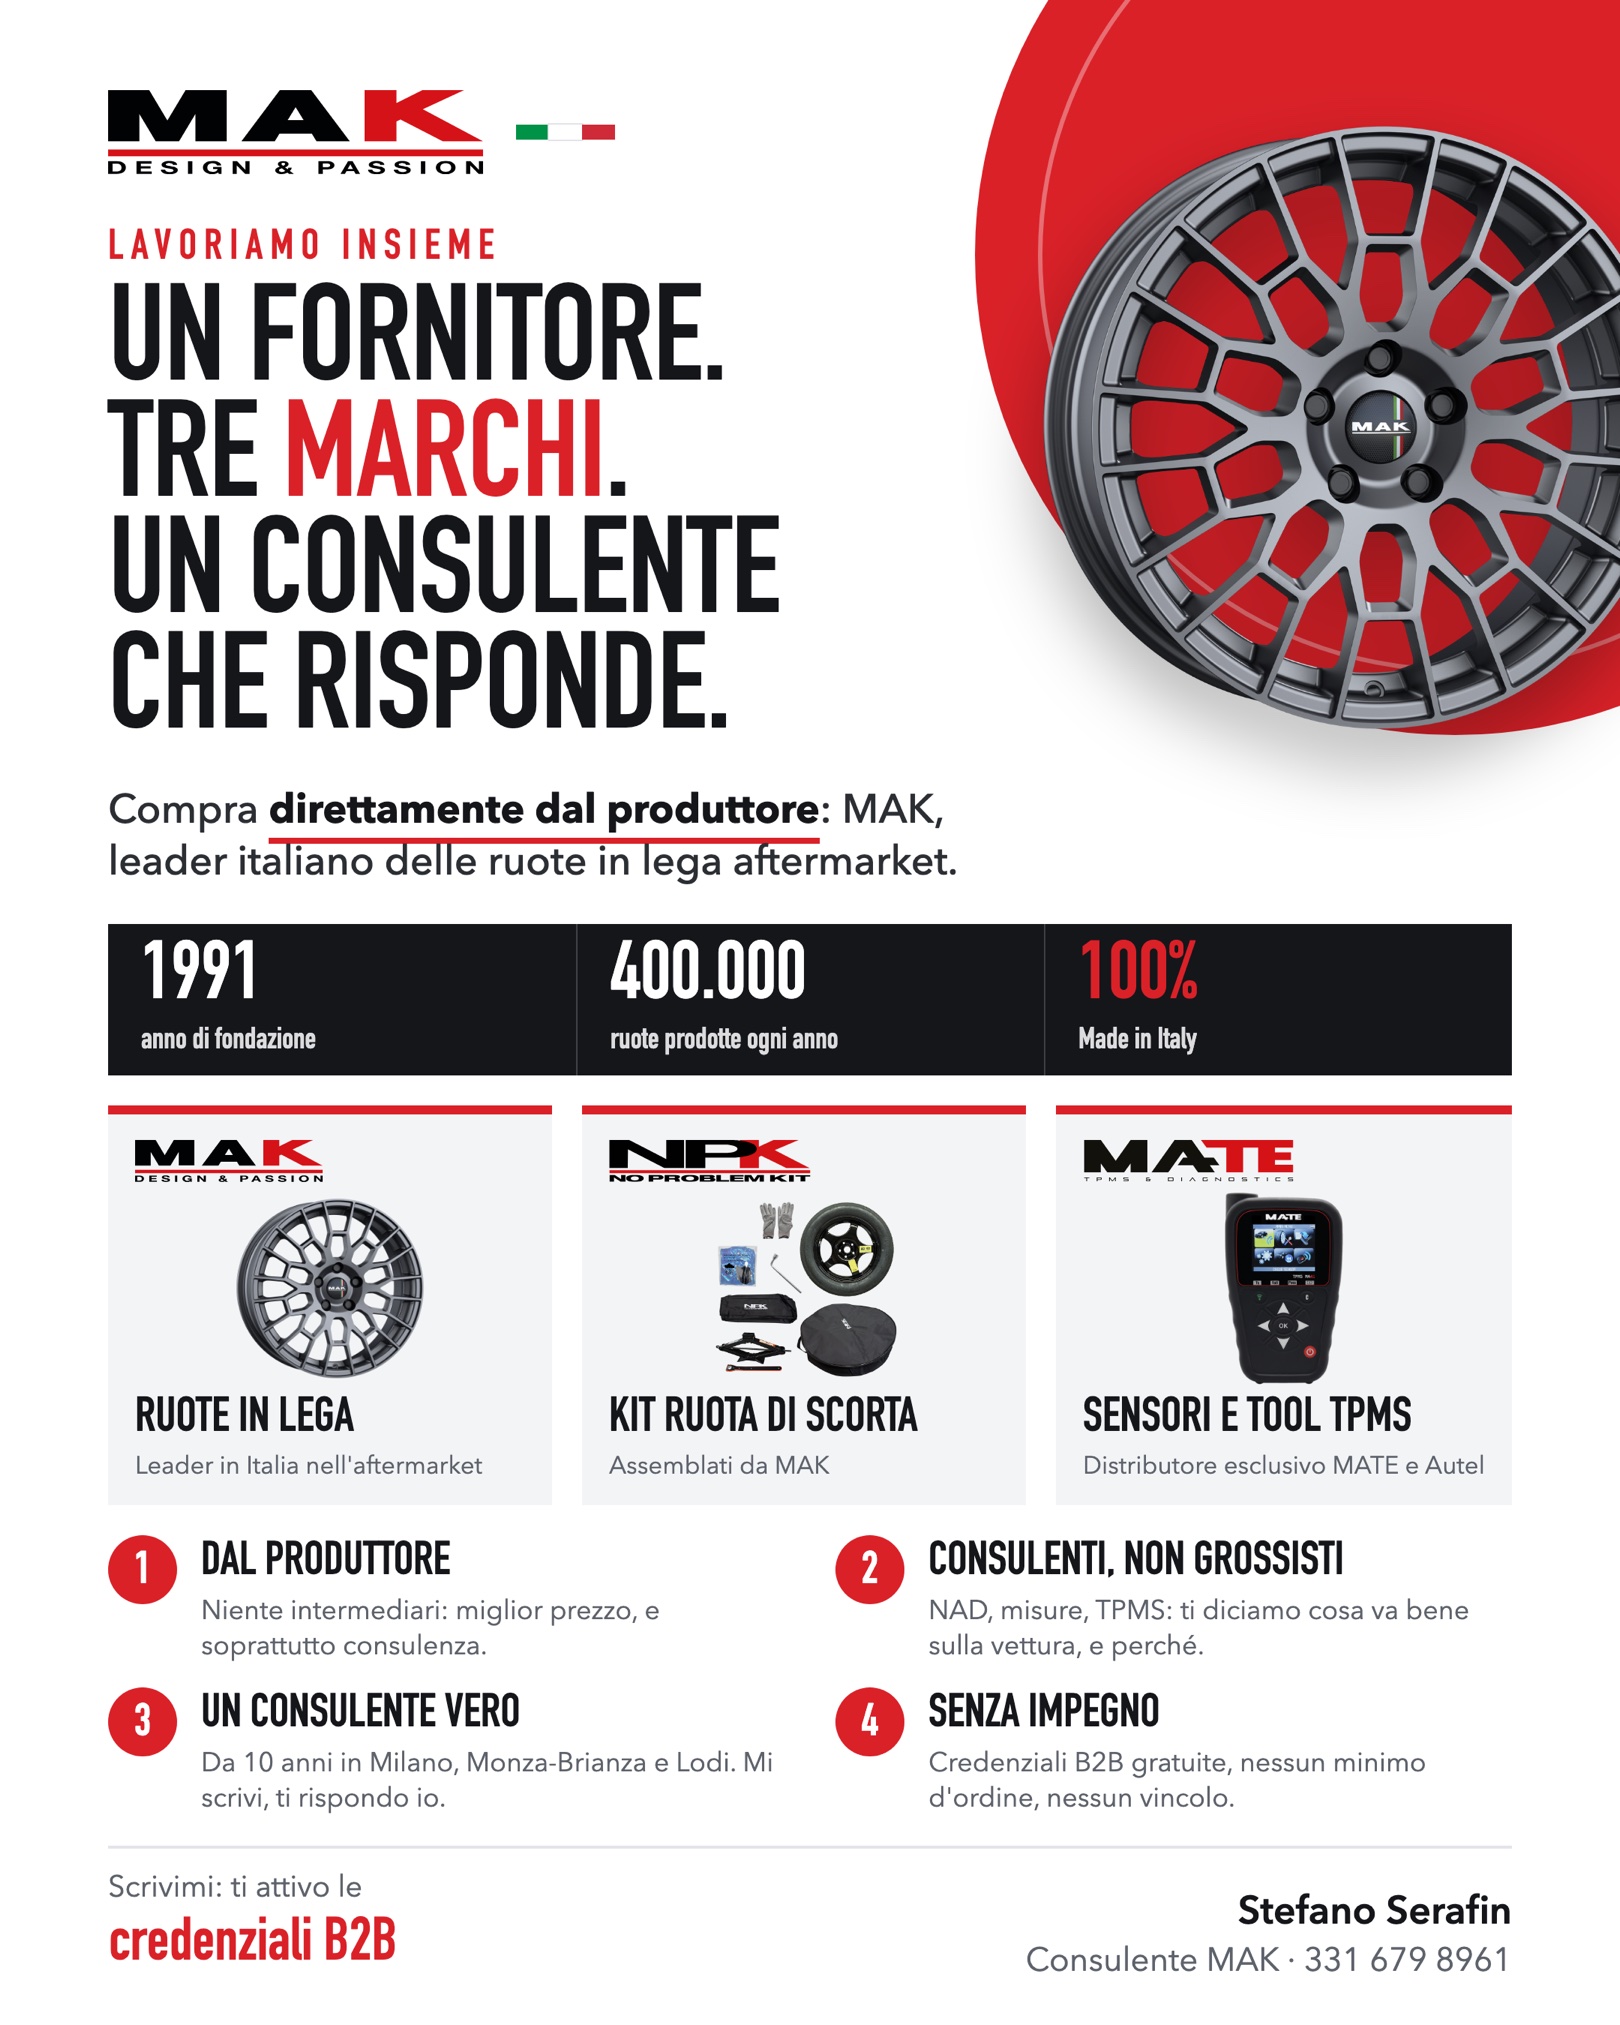 MAK
DESIGN & PASSION
LAVORIAMO INSIEME
UN FORNITORE.
TRE MARCHI.
UN CONSULENTE
CHE RISPONDE.
MAK
Compra direttamente dal produttore: MAK,
leader italiano delle ruote in lega aftermarket.
1991
anno di fondazione
400.000
ruote prodotte ogni anno
100%
Made in Italy
MAK
DESIGN & PASSION
MAK
RUOTE IN LEGA
Leader in Italia nell'aftermarket
NPK
NO PROBLEM KIT
NPK
KIT RUOTA DI SCORTA
Assemblati da MAK
MATE
TPMS & DIAGNOSTICS
MATE
OK
SENSORI E TOOL TPMS
Distributore esclusivo MATE e Autel
1
DAL PRODUTTORE
Niente intermediari: miglior prezzo, e
soprattutto consulenza.
2
CONSULENTI, NON GROSSISTI
NAD, misure, TPMS: ti diciamo cosa va bene
sulla vettura, e perché.
3
UN CONSULENTE VERO
Da 10 anni in Milano, Monza-Brianza e Lodi. Mi
scrivi, ti rispondo io.
4
SENZA IMPEGNO
Credenziali B2B gratuite, nessun minimo
d'ordine, nessun vincolo.
Scrivimi: ti attivo le
credenziali B2B
Stefano Serafin
Consulente MAK · 331 679 8961